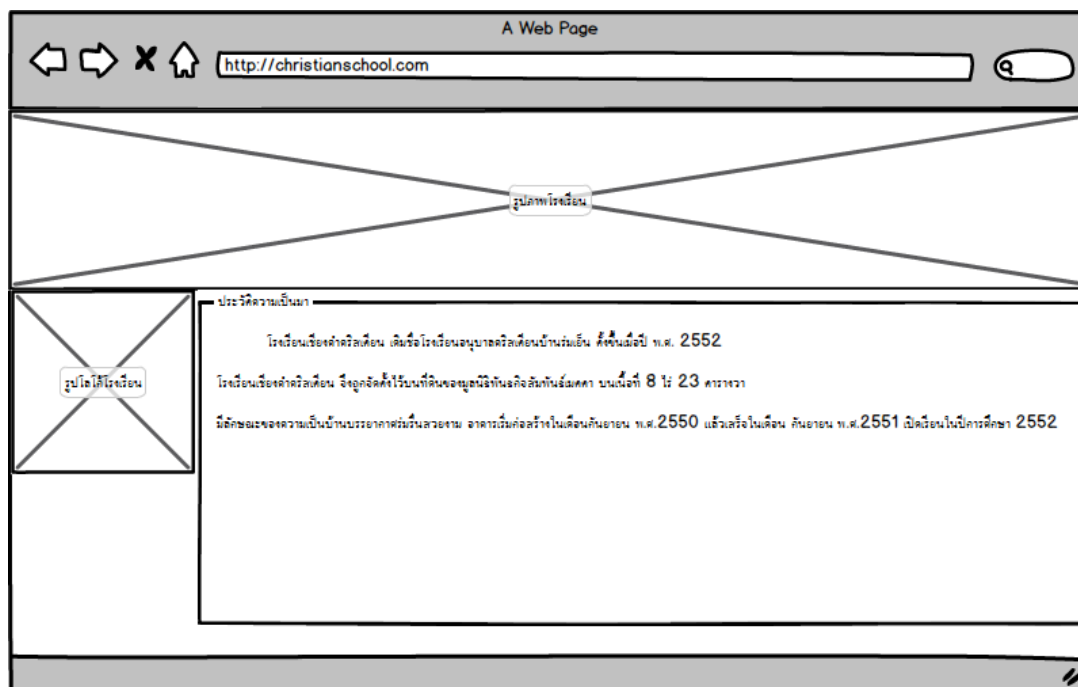 A Web Page
http://christianschool.com
รูปภาพโรงเรียน
ประวัติความเป็นมา
รูปโลโก้โรงเรียน
โรงเรียนเชียงคำคริสเตียน เดิมชื่อโรงเรียนอนุบาลคริสเตียนบ้านร่มเย็น ตั้งขึ้นเมื่อปี พ.ศ. 2552
โรงเรียนเชียงคำคริสเตียน จึงถูกจัดตั้งไว้บนที่ดินของมูลนิธิพันธกิจสัมพันธ์เมตตา บนเนื้อที่ 8 ไร่ 23 ตารางวา
มีลักษณะของความเป็นบ้านบรรยากาศร่มรื่นสวยงาม อาคารเริ่มก่อสร้างในเดือนกันยายน พ.ศ.2550 แล้วเสร็จในเดือน กันยายน พ.ศ.2551 เปิดเรียนในปีการศึกษา 2552